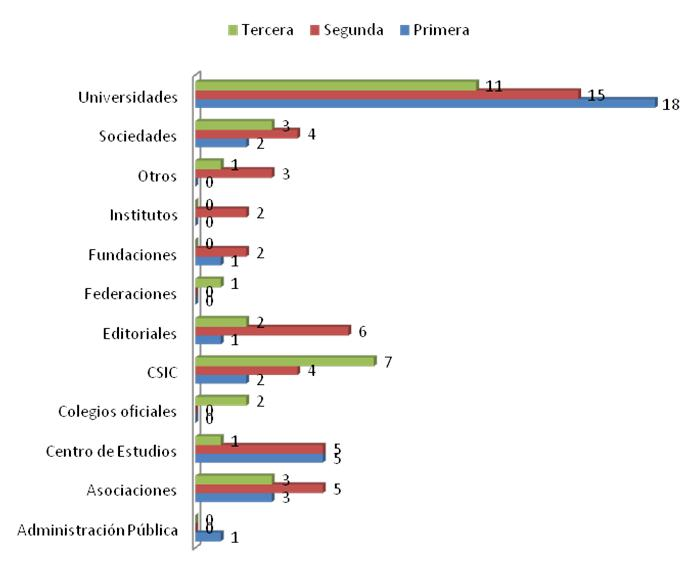 Tercera Segunda Primera
Universidades 11 15 18
Sociedades 3 4 2
Otros 1 3 0
Institutos 0 2 0
Fundaciones 0 2 1
Federaciones 1 0 0
Editoriales 2 6 1
CSIC 7 4 2
Colegios oficiales 2 0 0
Centro de Estudios 1 5 5
Asociaciones 3 5 3
Administración Pública 0 0 1